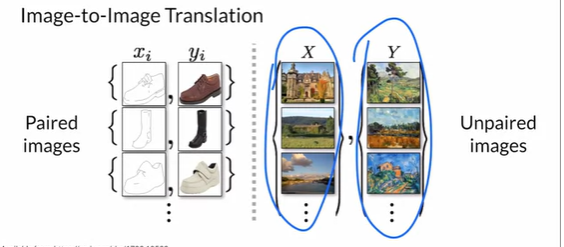 Image-to-Image Translation
x_i y_i
X Y
Paired images
Unpaired images